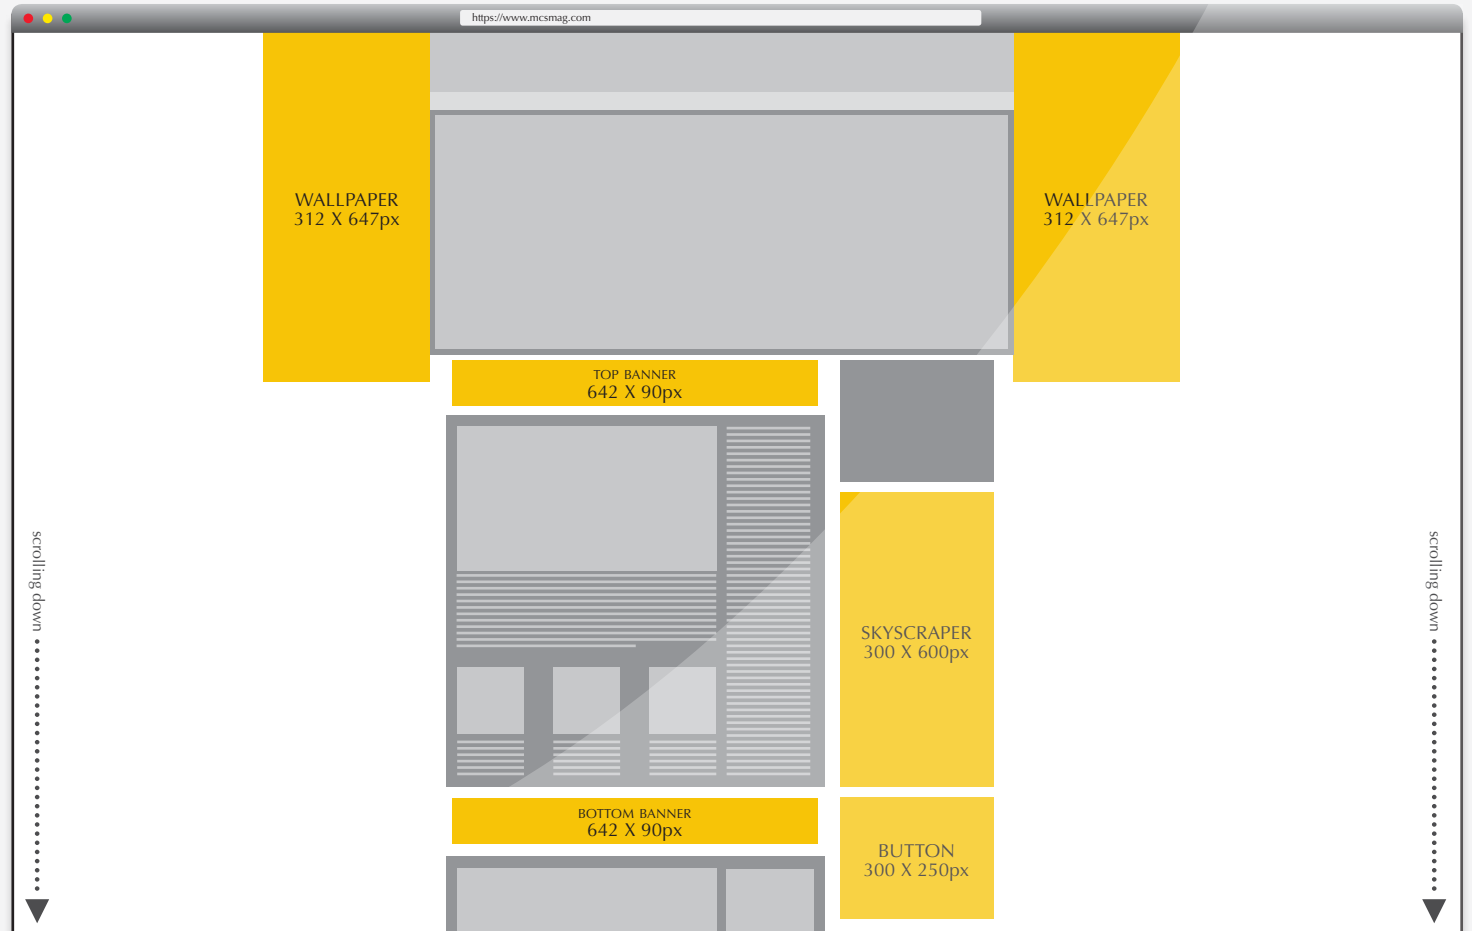 https://www.mcsmag.com
WALLPAPER
312 X 647px
WALLPAPER
312 X 647px
TOP BANNER
642 X 90px
scrolling down
scrolling down
SKYSCRAPER
300 X 600px
BOTTOM BANNER
642 X 90px
BUTTON
300 X 250px